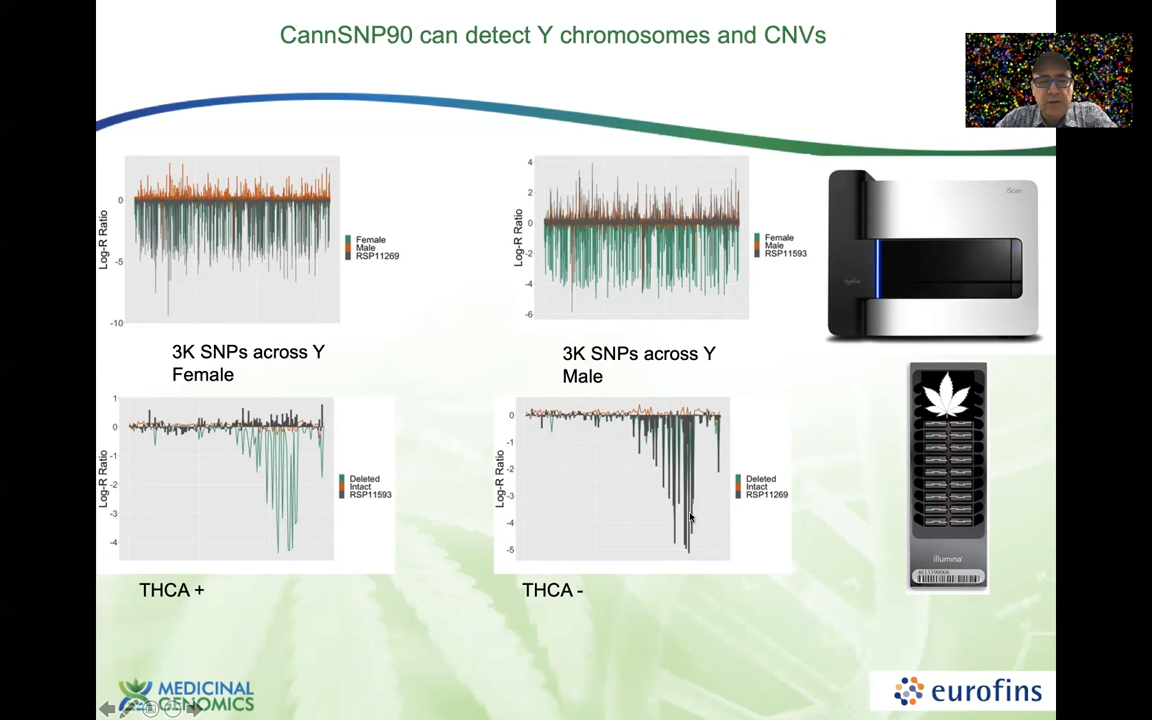 CannSNP90 can detect Y chromosomes and CNVs
0
-5
-10
Log-R Ratio
Female
Male
RSP11269
3K SNPs across Y
Female
4
2
0
-2
-4
-6
Log-R Ratio
Female
Male
RSP11593
3K SNPs across Y
Male
iScan
1
0
-1
-2
-3
-4
Log-R Ratio
Deleted
Intact
RSP11593
THCA +
0
-1
-2
-3
-4
-5
Log-R Ratio
Deleted
Intact
RSP11269
THCA -
illumina
MEDICINAL
GENOMICS
eurofins